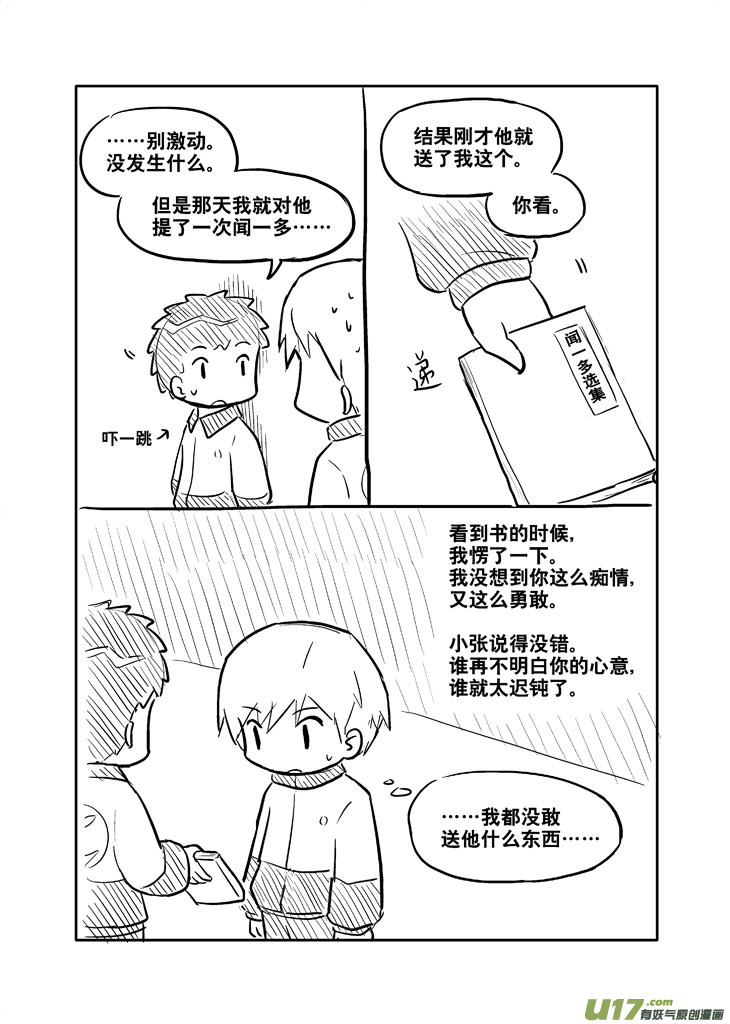 ……别激动。
没发生什么。
但是那天我就对他
提了一次闻一多……
吓一跳
结果刚才他就
送了我这个。
你看。
递
闻一多选集
看到书的时候，
我愣了一下。
我没想到你这么痴情，
又这么勇敢。
小张说得没错。
谁再不明白你的心意，
谁就太迟钝了。
……我都没敢
送他什么东西……
U17.com
有妖气原创漫画